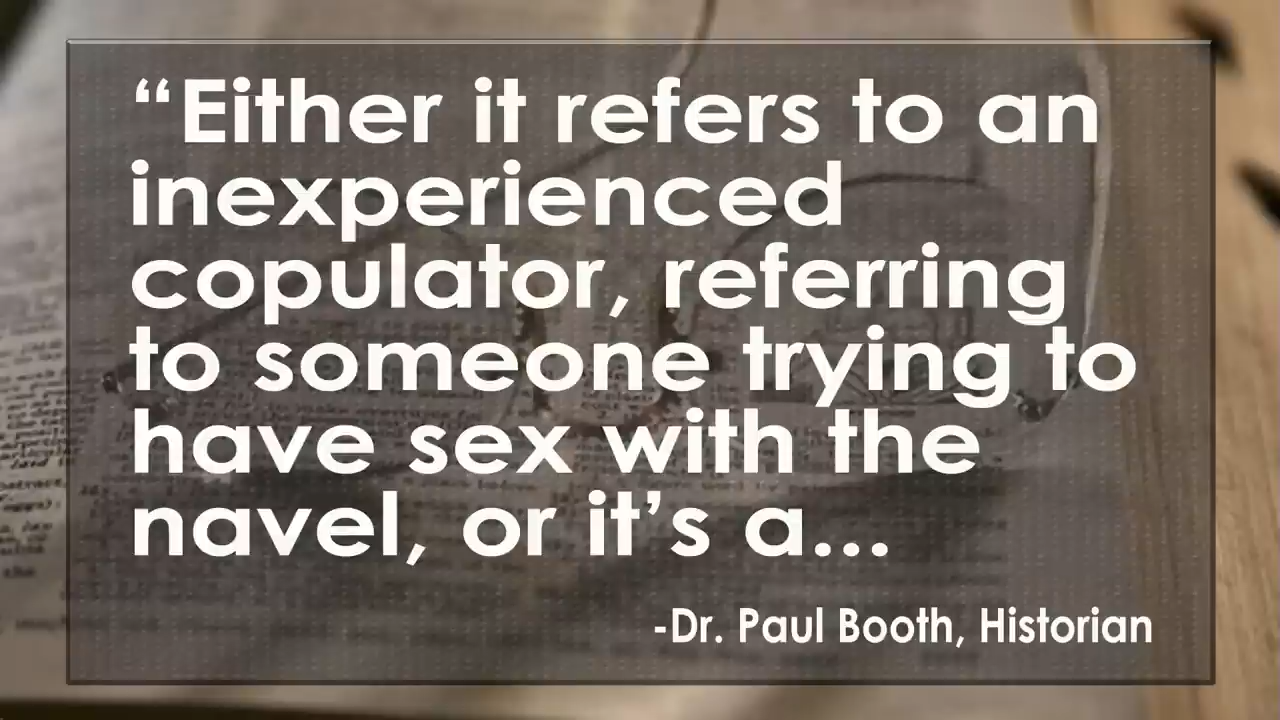 “Either it refers to an
inexperienced
copulator, referring
to someone trying to
have sex with the
navel, or it’s a...
-Dr. Paul Booth, Historian